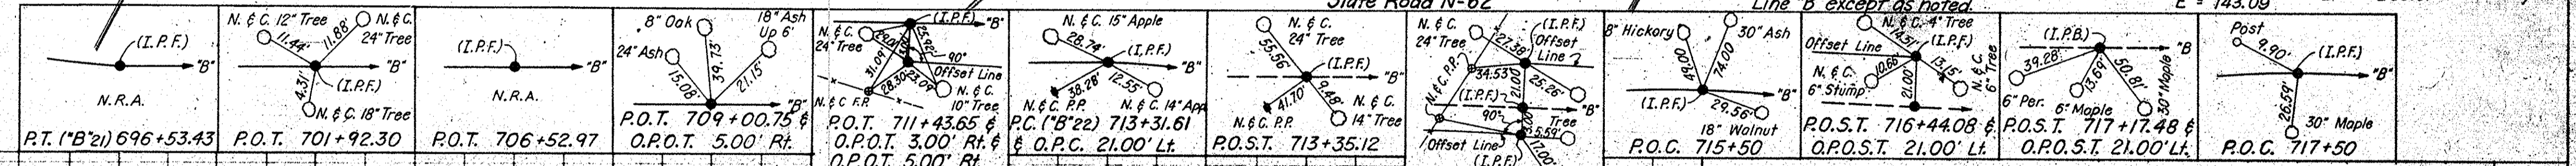 State Road N-62
Line "B" except as noted.
E = 143.09
(I.P.F.)
"B"
N.R.A.
P.T. ("B"21) 696+53.43
N. & C. 12" Tree
N. & C.
24" Tree
11.44'
11.88'
"B"
(I.P.F.)
4.31'
N. & C. 18" Tree
P.O.T. 701+92.30
(I.P.F.)
"B"
N.R.A.
P.O.T. 706+52.97
8" Oak
18" Ash
Up 6'
24" Ash
39.73'
15.08'
21.15'
"B"
P.O.T. 709+00.75 &
O.P.O.T. 5.00' Rt.
(I.P.F.)
"B"
N. & C.
24" Tree
31.09'
90°
Offset Line
28.30'
23.09'
N. & C. P.P.
N. & C.
10" Tree
P.O.T. 711+43.65 &
O.P.O.T. 3.00' Rt. &
O.P.O.T. 5.00' Rt.
N. & C. 15" Apple
28.74'
(I.P.F.)
"B"
38.28'
12.55'
N. & C. P.P.
N. & C. 14" App
P.C. ("B"22) 713+31.61
& O.P.C. 21.00' Lt.
N. & C.
24" Tree
55.56'
(I.P.F.)
"B"
41.70'
9.48'
N. & C. P.P.
N. & C.
14" Tree
P.O.S.T. 713+35.12
N. & C.
24" Tree
(I.P.F.)
Offset
Line
27.38'
34.53'
21.00'
25.26'
N. & C. P.P.
(I.P.F.)
"B"
90°
Tree
Offset Line
(I.P.F.)
17.00'
8" Hickory
30" Ash
49.00'
74.00'
(I.P.F.)
"B"
29.56'
18" Walnut
P.O.C. 715+50
N. & C. 4" Tree
14.51'
Offset Line
(I.P.F.)
10.66'
13.15'
N. & C.
6" Tree
N. & C.
6" Stump
21.00'
P.O.S.T. 716+44.08 &
O.P.O.S.T. 21.00' Lt.
(I.P.B.)
"B
39.28'
13.69'
50.81'
30" Maple
6" Per.
6" Maple
P.O.S.T. 717+17.48 &
O.P.O.S.T. 21.00' Lt.
Post
9.90'
(I.P.F.)
"B"
26.59'
30" Maple
P.O.C. 717+50